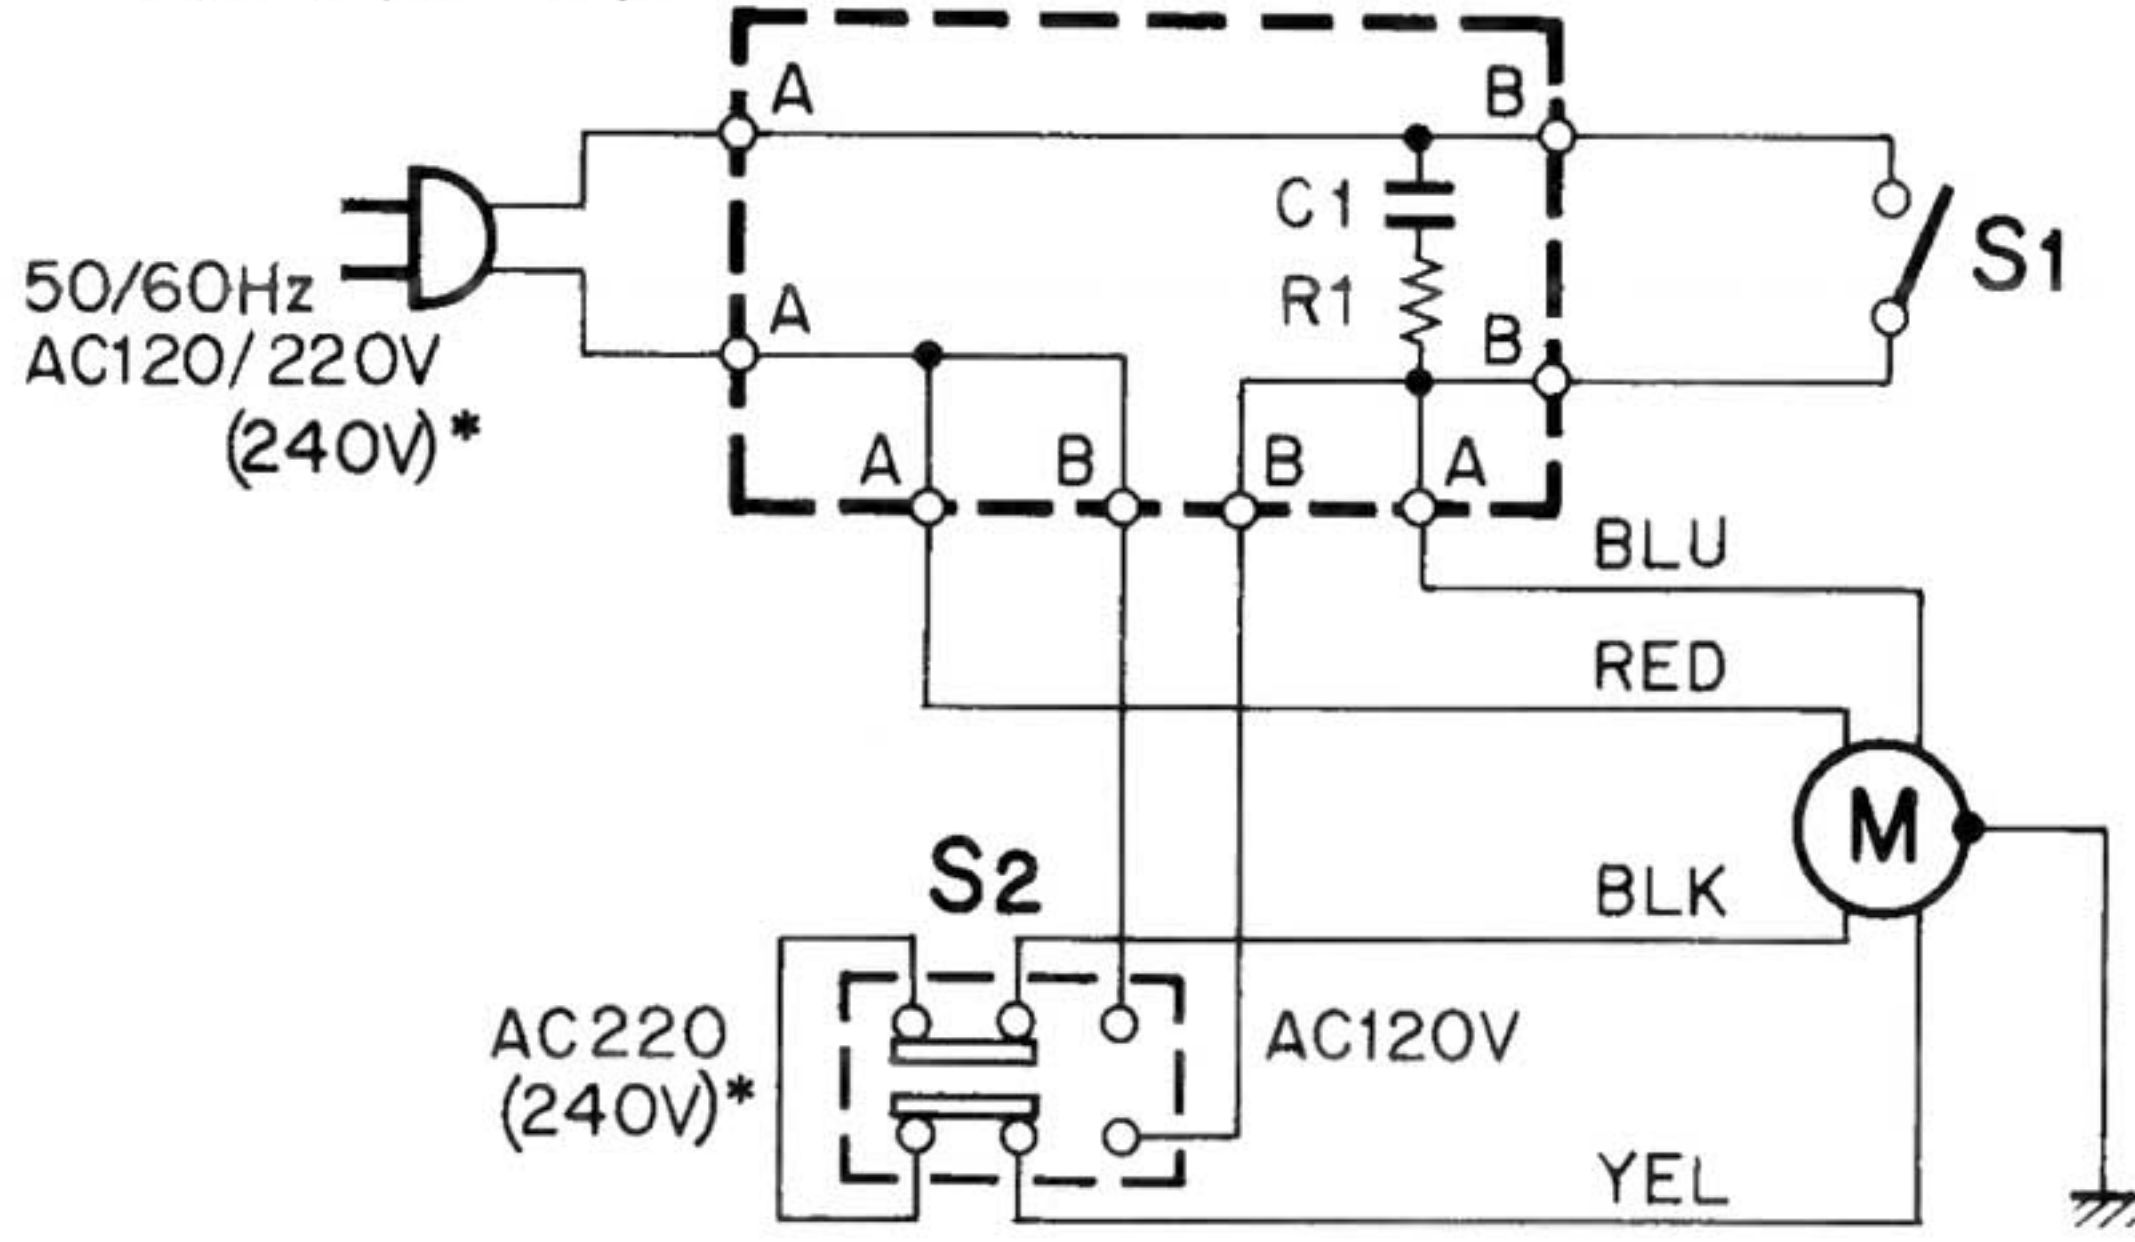 A
B
C1
R1
S1
50/60Hz
AC120/220V
(240V)*
A
B
A
B
B
A
BLU
RED
M
S2
BLK
AC220
(240V)*
AC120V
YEL